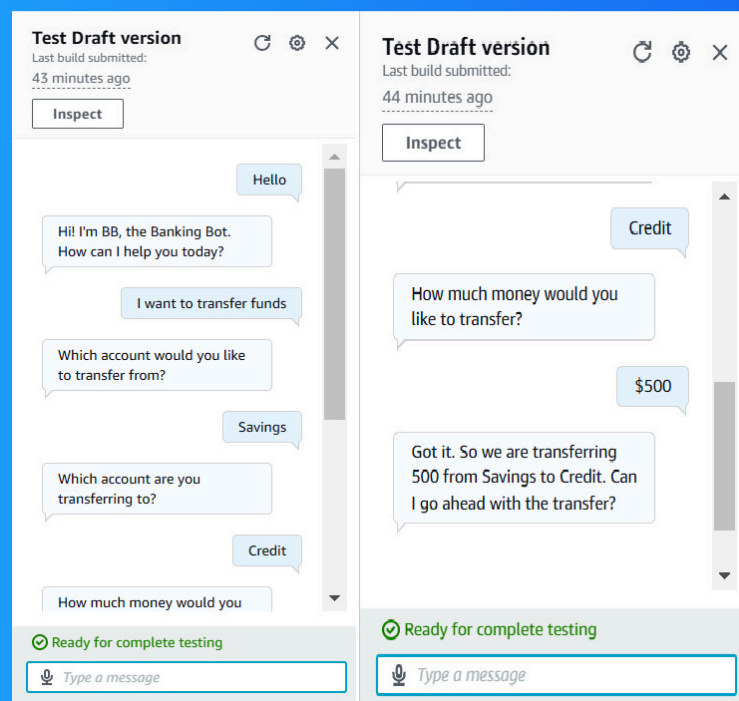 Test Draft version
Last build submitted:
43 minutes ago
Inspect
Hello
Hi! I'm BB, the Banking Bot.
How can I help you today?
I want to transfer funds
Which account would you like
to transfer from?
Savings
Which account are you
transferring to?
Credit
How much money would you
Ready for complete testing
Type a message
Test Draft version
Last build submitted:
44 minutes ago
Inspect
Credit
How much money would you
like to transfer?
$500
Got it. So we are transferring
500 from Savings to Credit. Can
I go ahead with the transfer?
Ready for complete testing
Type a message